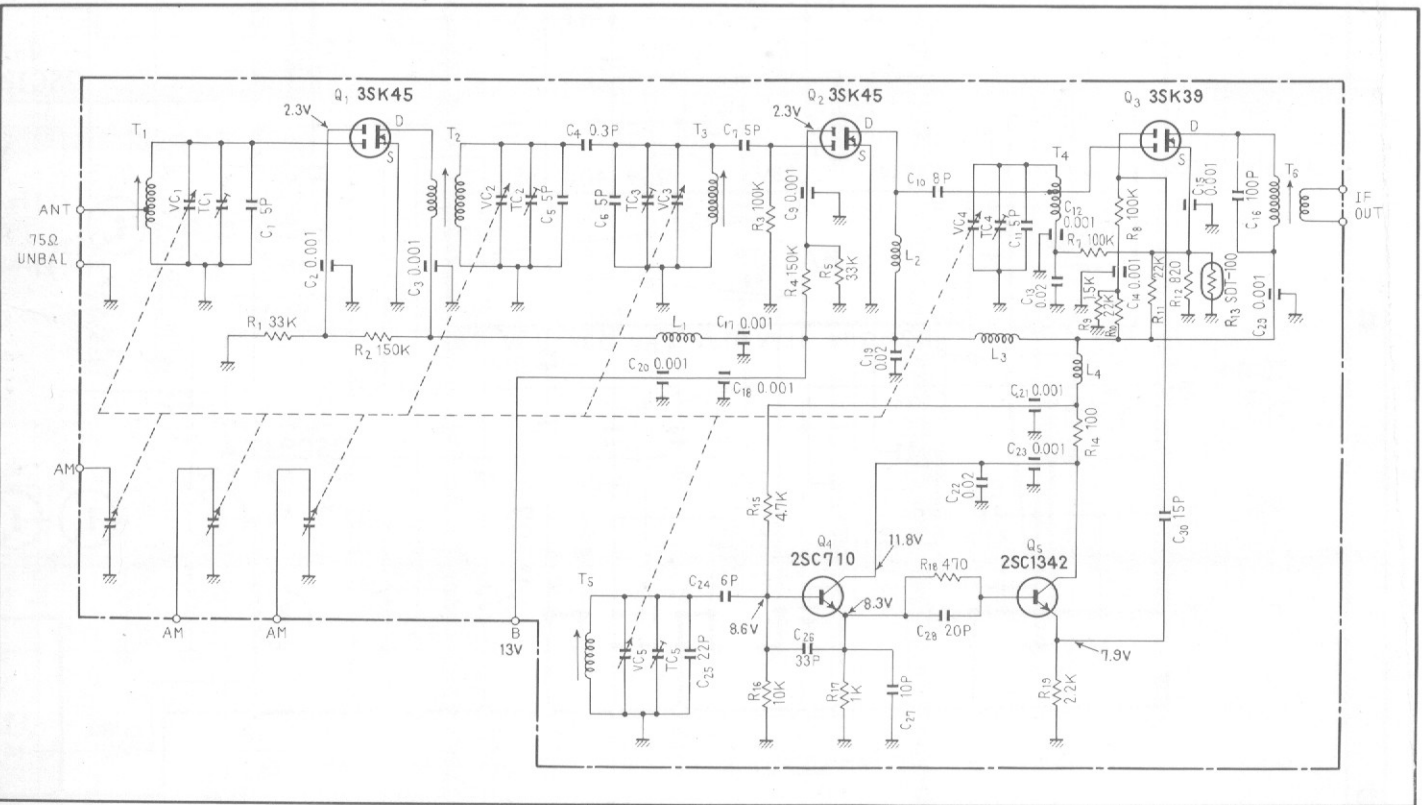 Q1 3SK45
Q2 3SK45
Q3 3SK39
2.3V
2.3V
D
D
D
S
S
S
T1
T2
C4 0.3P
T3
C7 5P
T4
T6
ANT
75Ω
UNBAL
VC1
TC1
C1 5P
C2 0.001
C3 0.001
VC2
TC2
C5 5P
C6 5P
TC3
VC3
R3 100K
C9 0.001
R4 150K
R5 33K
C10 8P
L2
VC4
TC4
C11 5P
C12 0.001
R7 100K
C13 0.02
R8 100K
C14 0.001
R9 15K
R10 27K
R11 22K
C15 0.001
R12 820
R13 SDT-100
C16 100P
C29 0.001
IF
OUT
R1 33K
R2 150K
L1
C17 0.001
C19 0.02
L3
L4
C20 0.001
C18 0.001
C21 0.001
R14 100
C23 0.001
C22 0.02
AM
R15 4.7K
C30 15P
Q4
2SC710
11.8V
Q5
2SC1342
R18 470
T5
C24 6P
8.6V
8.3V
C28 20P
7.9V
AM
AM
B
13V
VC5
TC5
C25 22P
C26 33P
R16 10K
R17 1K
C27 10P
R19 2.2K